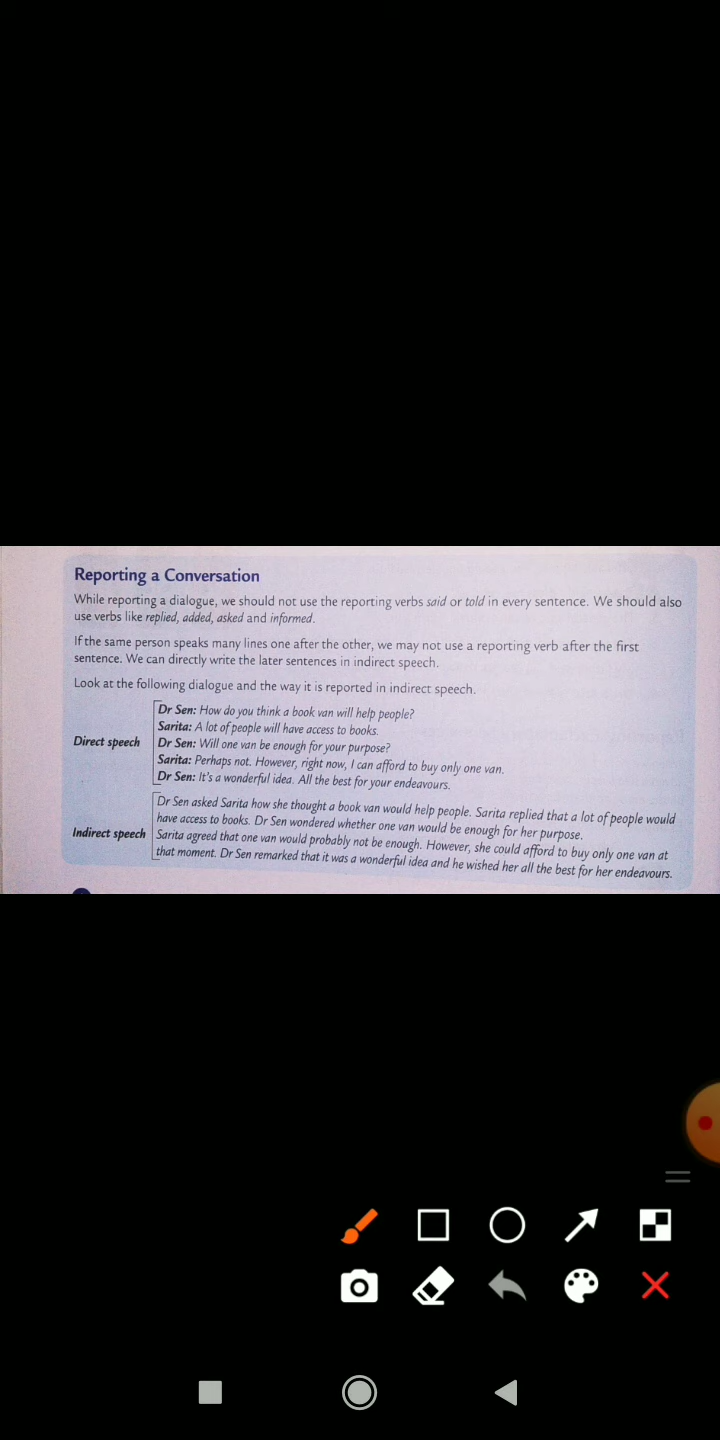 Reporting a Conversation
While reporting a dialogue, we should not use the reporting verbs said or told in every sentence. We should also
use verbs like replied, added, asked and informed.
If the same person speaks many lines one after the other, we may not use a reporting verb after the first
sentence. We can directly write the later sentences in indirect speech.
Look at the following dialogue and the way it is reported in indirect speech.
Direct speech
Dr Sen: How do you think a book van will help people?
Sarita: A lot of people will have access to books.
Dr Sen: Will one van be enough for your purpose?
Sarita: Perhaps not. However, right now, I can afford to buy only one van.
Dr Sen: It's a wonderful idea. All the best for your endeavours.
Indirect speech
Dr Sen asked Sarita how she thought a book van would help people. Sarita replied that a lot of people would
have access to books. Dr Sen wondered whether one van would be enough for her purpose.
Sarita agreed that one van would probably not be enough. However, she could afford to buy only one van at
that moment. Dr Sen remarked that it was a wonderful idea and he wished her all the best for her endeavours.